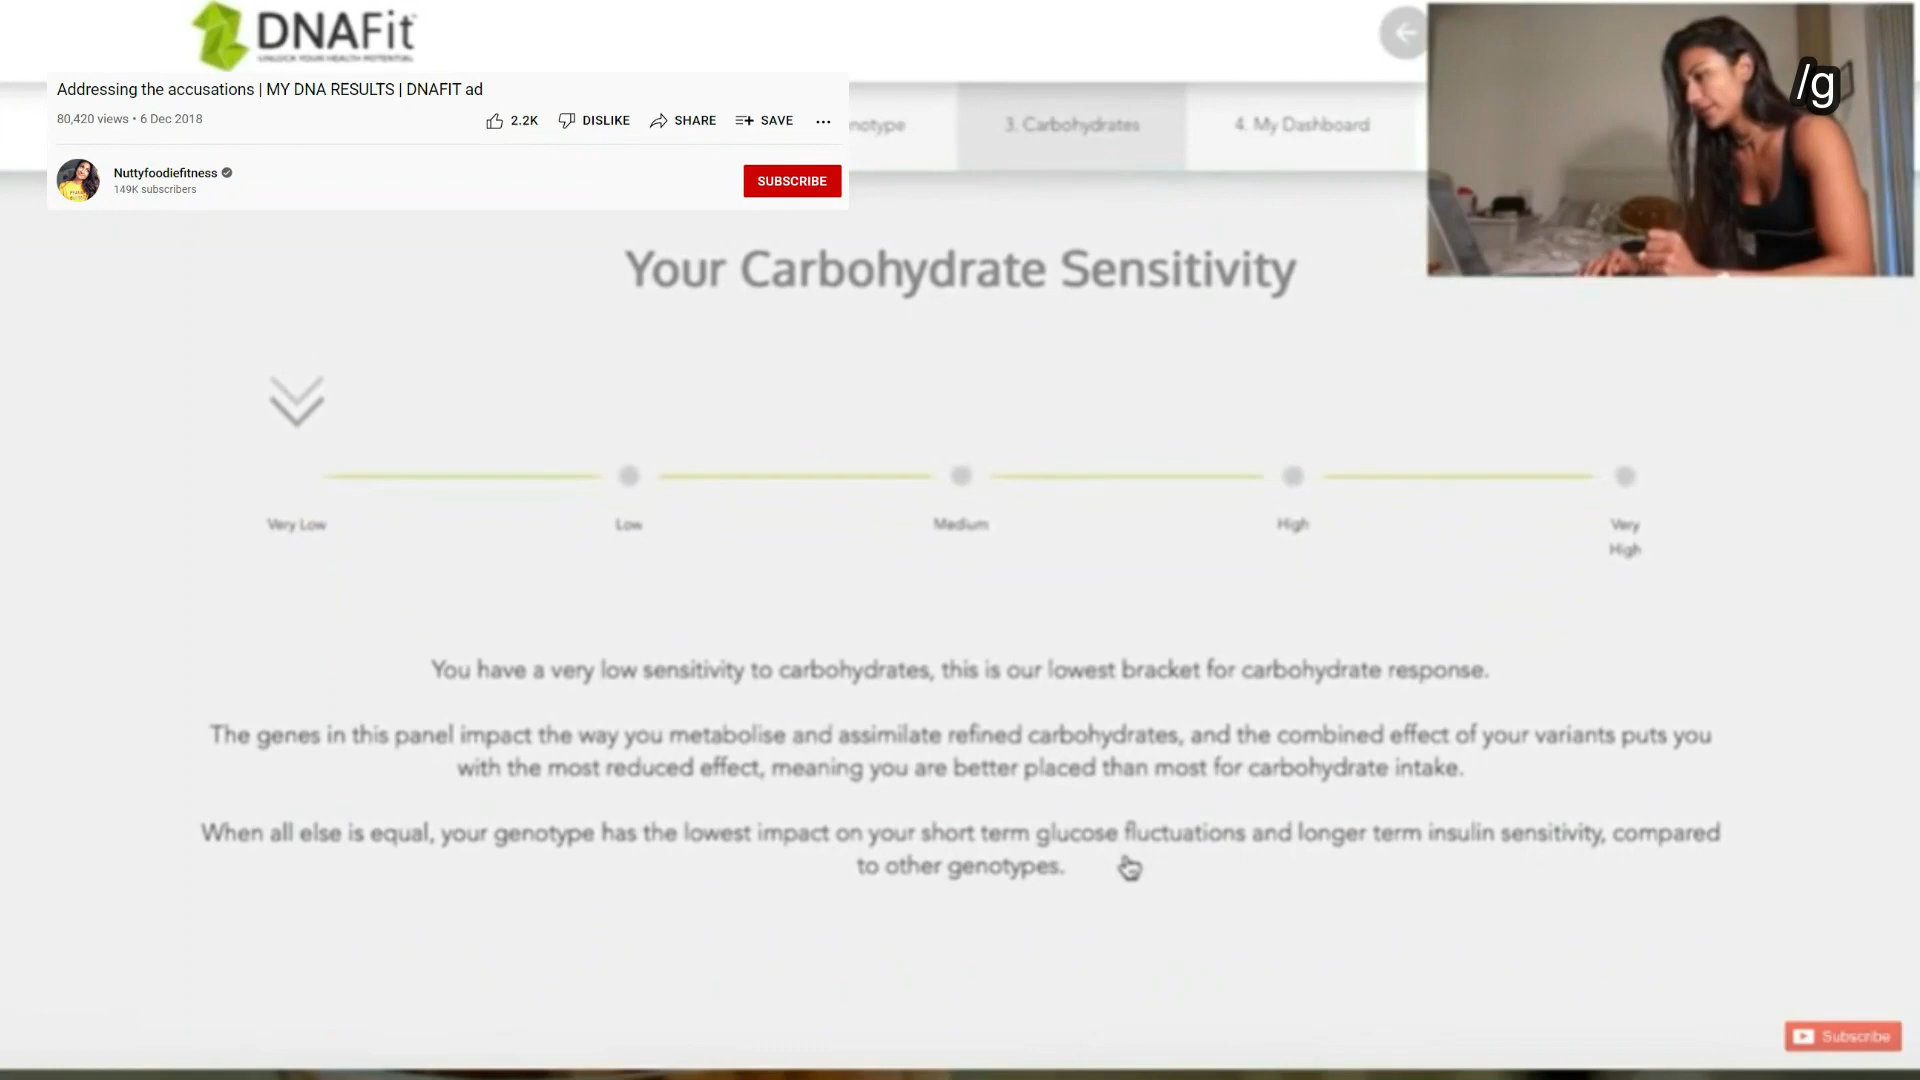 DNAFit
UNLOCK YOUR HEALTH POTENTIAL
Addressing the accusations | MY DNA RESULTS | DNAFIT ad
80,420 views • 6 Dec 2018
2.2K DISLIKE SHARE SAVE ...
Nuttyfoodiefitness
149K subscribers
SUBSCRIBE
notype
3. Carbohydrates
4. My Dashboard
/g
Your Carbohydrate Sensitivity
Very Low
Low
Medium
High
Very
High
You have a very low sensitivity to carbohydrates, this is our lowest bracket for carbohydrate response.
The genes in this panel impact the way you metabolise and assimilate refined carbohydrates, and the combined effect of your variants puts you
with the most reduced effect, meaning you are better placed than most for carbohydrate intake.
When all else is equal, your genotype has the lowest impact on your short term glucose fluctuations and longer term insulin sensitivity, compared
to other genotypes.
Subscribe